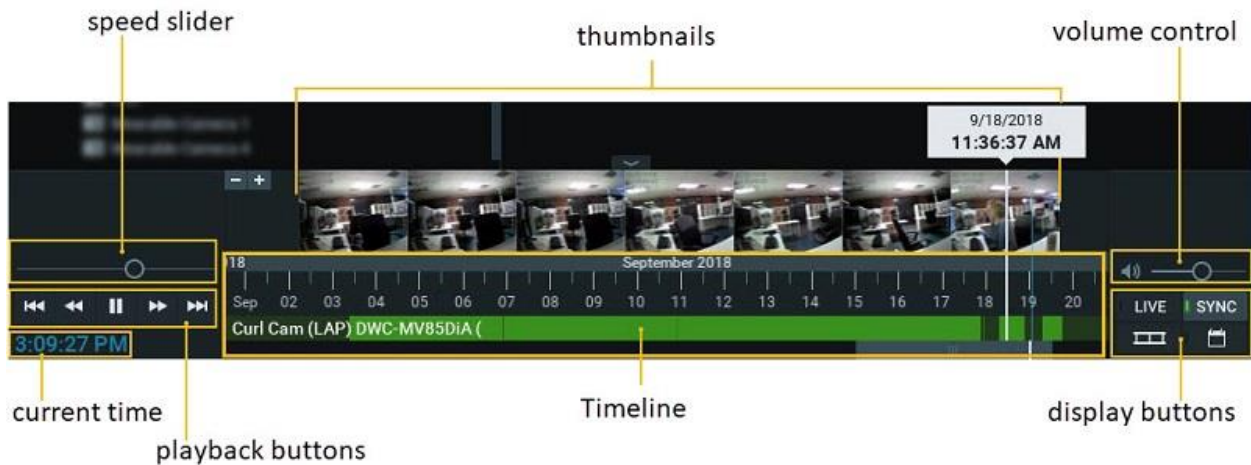 speed slider
thumbnails
volume control
9/18/2018
11:36:37 AM
- +
18
September 2018
Sep 02 03 04 05 06 07 08 09 10 11 12 13 14 15 16 17 18 19 20
LIVE SYNC
Curl Cam (LAP) DWC-MV85DiA (
3:09:27 PM
current time
Timeline
display buttons
playback buttons